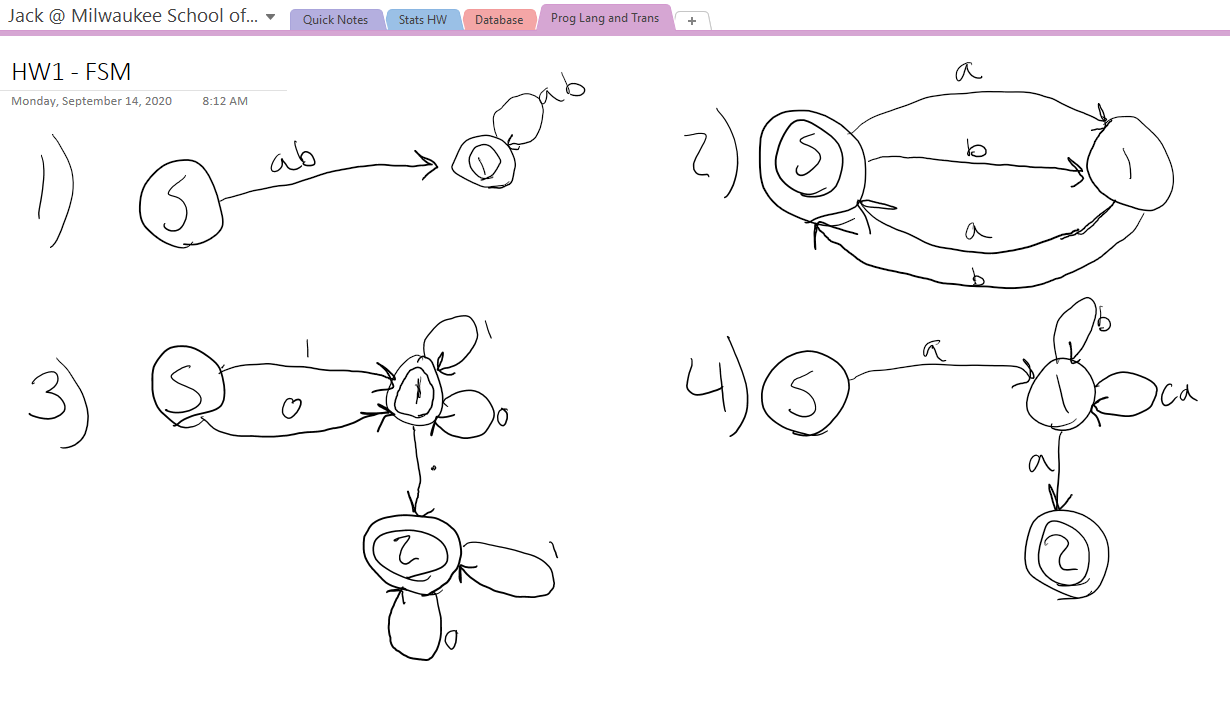 Jack @ Milwaukee School of...
Quick Notes
Stats HW
Database
Prog Lang and Trans
+
HW1 - FSM
Monday, September 14, 2020 8:12 AM
1)
S
ab
1
ab
2)
S
a
b
1
a
b
3)
S
1
0
1
1
0
.
2
1
0
4)
S
a
1
b
ca
a
2